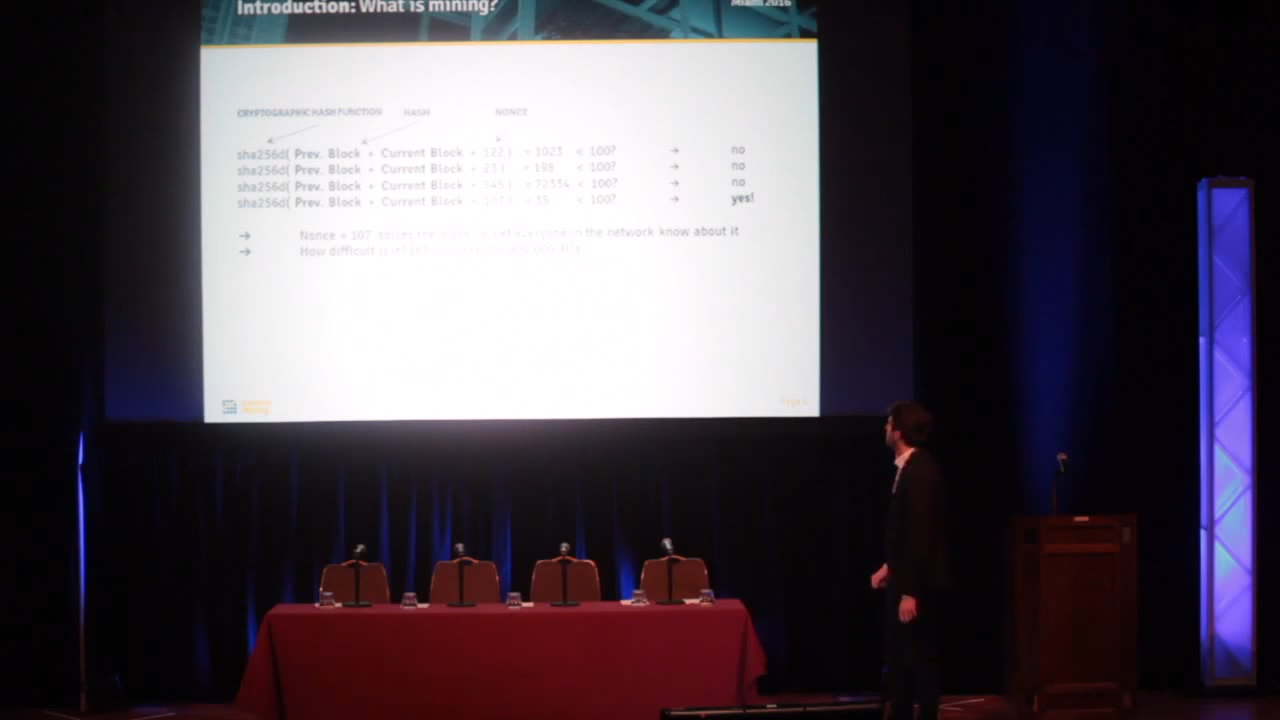 Introduction: What is mining?
Miami 2016
CRYPTOGRAPHIC HASH FUNCTION HASH NONCE
sha256d( Prev. Block + Current Block + 122 ) = 1023 < 100? → no
sha256d( Prev. Block + Current Block + 23 ) = 198 < 100? → no
sha256d( Prev. Block + Current Block + 545 ) = 72334 < 100? → no
sha256d( Prev. Block + Current Block + 107 ) = 35 < 100? → yes!
→ Nonce = 107 solves the block → Let everyone in the network know about it
→ How difficult is it?
Mining